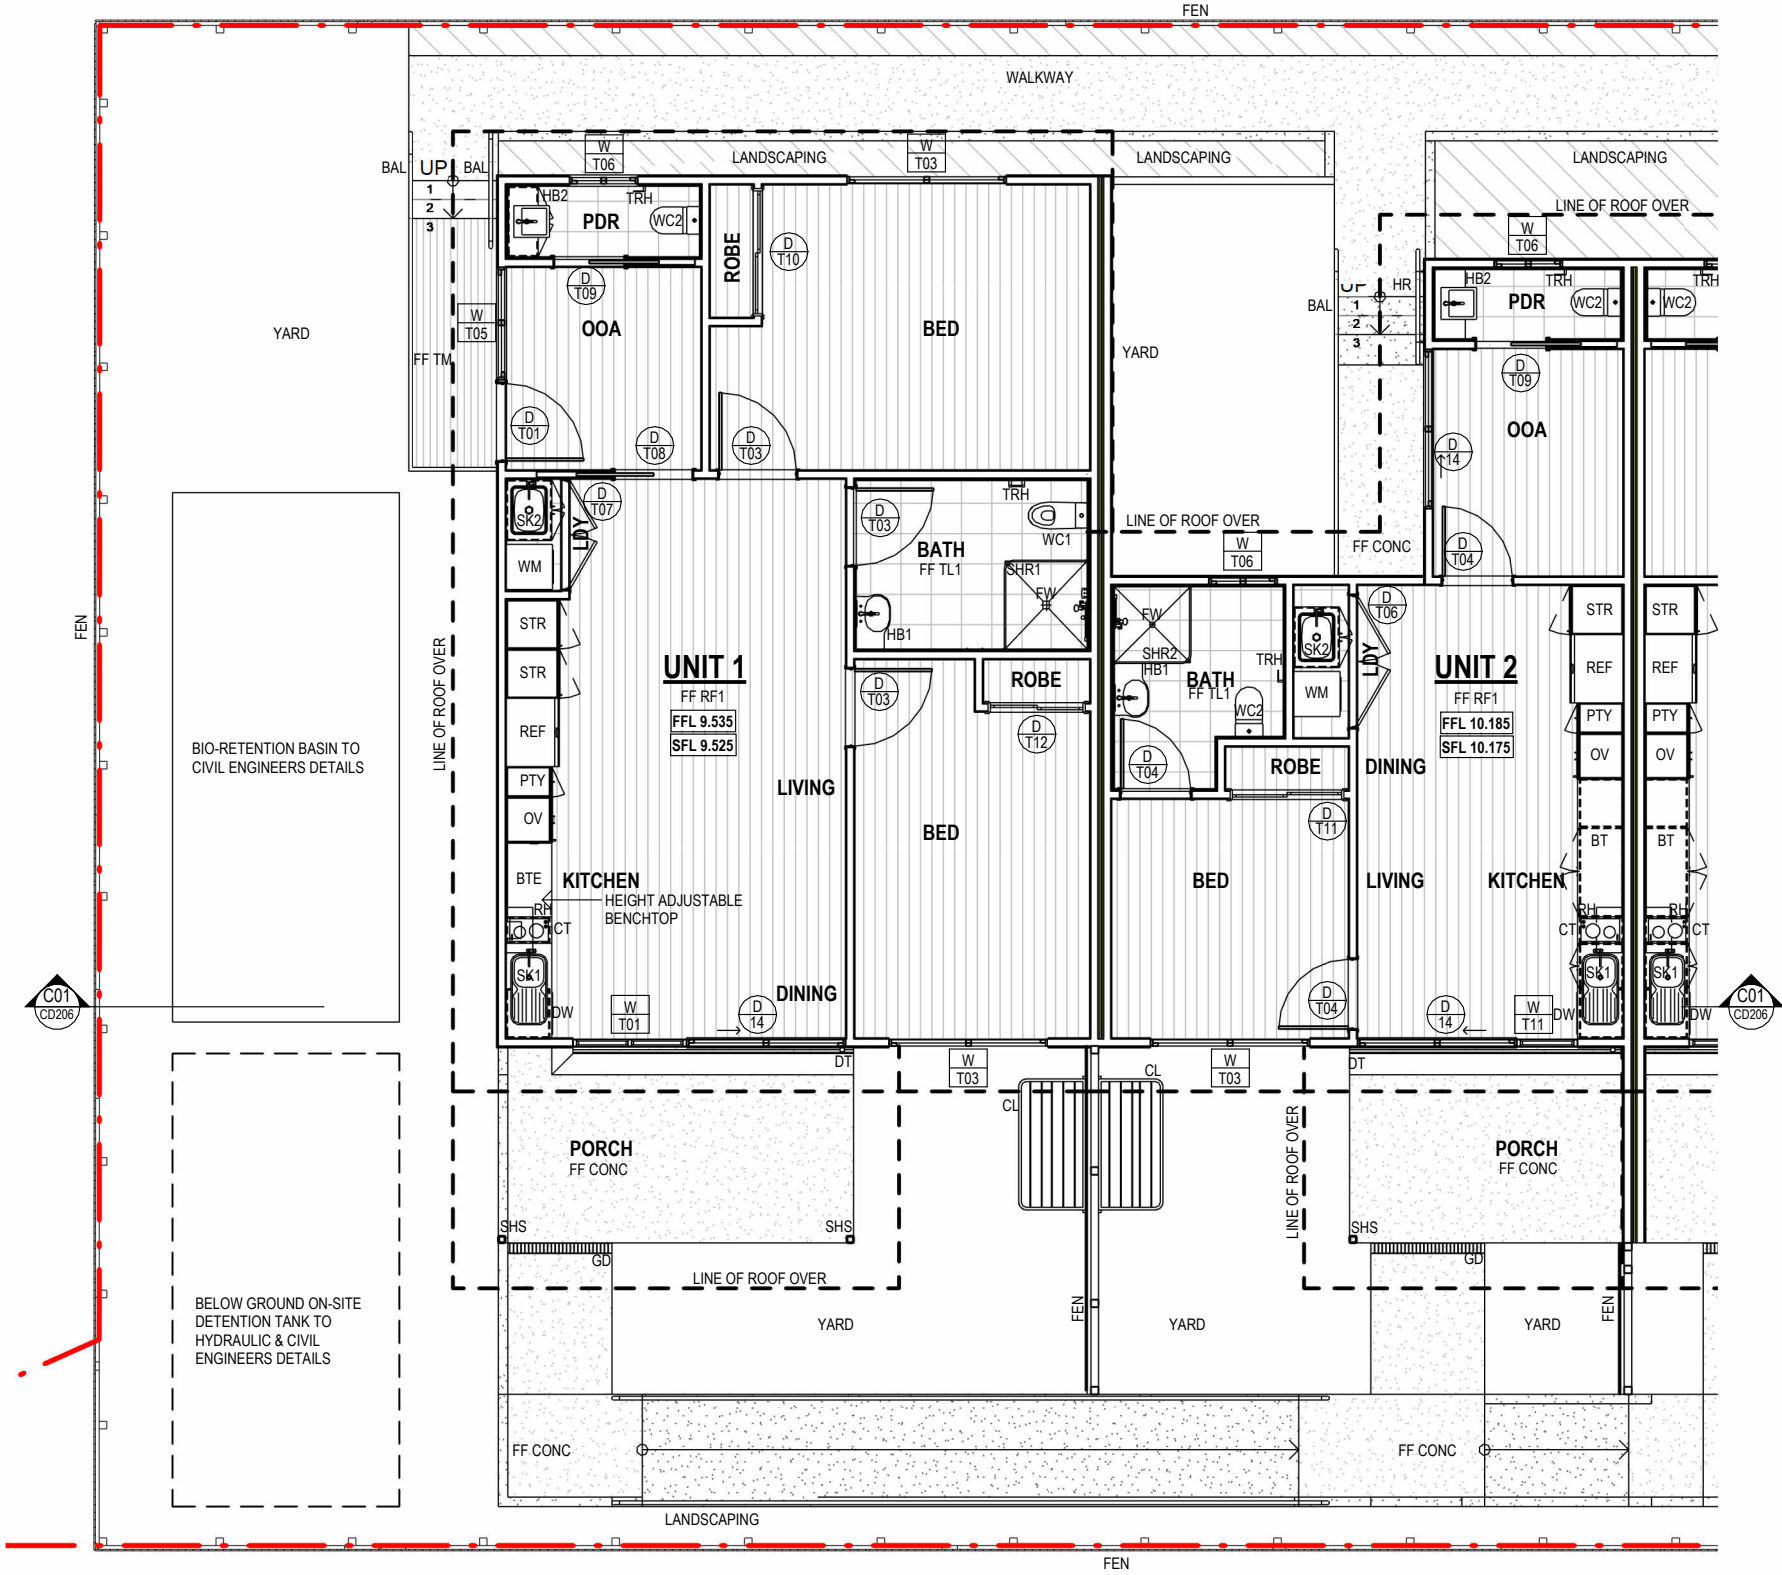 FEN
WALKWAY
BAL
UP
BAL
W
T06
LANDSCAPING
W
T03
LANDSCAPING
LANDSCAPING
1
2
3
HB2
TRH
PDR
WC2
ROBE
D
T10
LINE OF ROOF OVER
W
T06
D
T09
HB2
TRH
PDR
WC2
TRH
WC2
UP
HR
BAL
1
2
3
YARD
W
T05
OOA
BED
FF TM
YARD
D
T09
D
T01
D
T08
D
T03
OOA
D
14
SK2
D
T07
LDY
WM
D
T03
TRH
WC1
BATH
FF TL1
SHR1
FW
HB1
LINE OF ROOF OVER
W
T06
FF CONC
D
T04
FEN
STR
STR
REF
PTY
OV
BTE
UNIT 1
FF RF1
FFL 9.535
SFL 9.525
D
T03
ROBE
D
T12
FW
SHR2
HB1
TRH
BATH
FF TL1
WC2
SK2
LDY
WM
D
T06
D
T04
ROBE
UNIT 2
FF RF1
FFL 10.185
SFL 10.175
STR
STR
REF
REF
PTY
PTY
OV
OV
BT
BT
LINE OF ROOF OVER
BIO-RETENTION BASIN TO
CIVIL ENGINEERS DETAILS
LIVING
BED
DINING
D
T11
BED
LIVING
KITCHEN
KITCHEN
HEIGHT ADJUSTABLE
BENCHTOP
RH
CT
SK1
DW
RH
RH
CT
CT
SK1
SK1
DW
DW
C01
CD206
DINING
W
T01
D
14
D
T04
D
14
W
T11
C01
CD206
DT
W
T03
CL
CL
W
T03
DT
PORCH
FF CONC
LINE OF ROOF OVER
PORCH
FF CONC
SHS
SHS
SHS
GD
LINE OF ROOF OVER
GD
BELOW GROUND ON-SITE
DETENTION TANK TO
HYDRAULIC & CIVIL
ENGINEERS DETAILS
YARD
FEN
YARD
YARD
FEN
FF CONC
FF CONC
LANDSCAPING
FEN